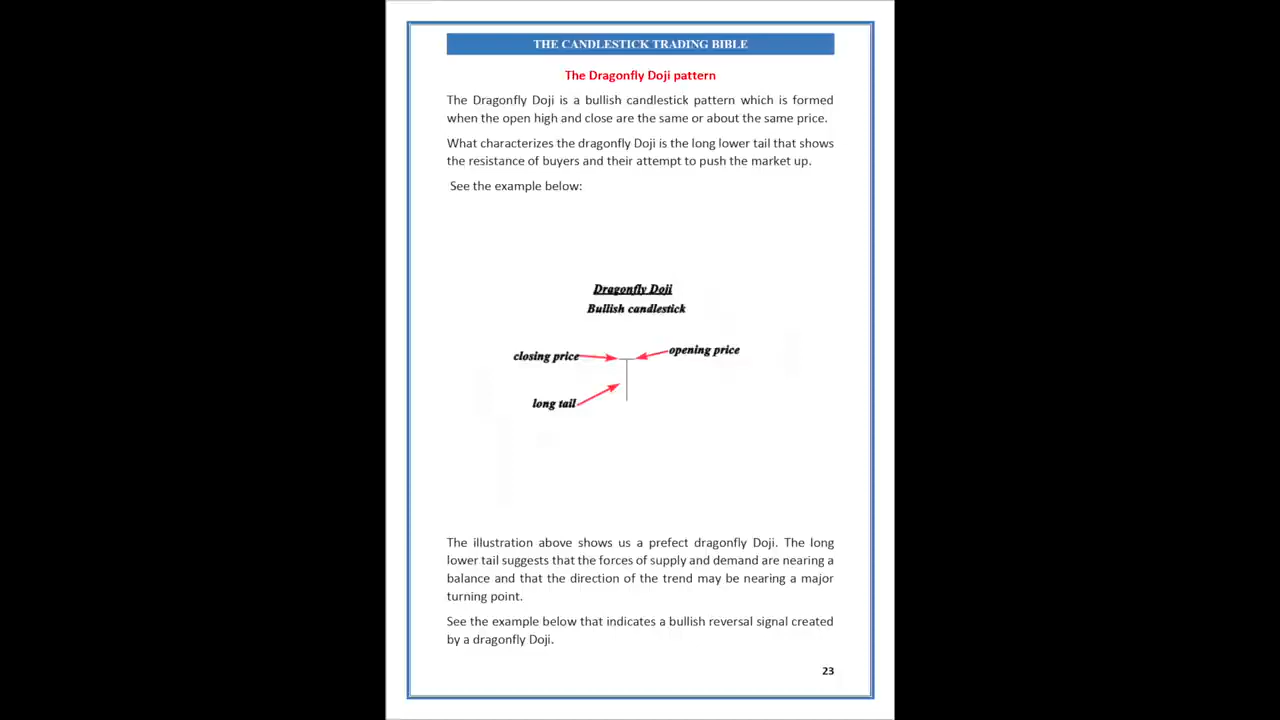 THE CANDLESTICK TRADING BIBLE
The Dragonfly Doji pattern
The Dragonfly Doji is a bullish candlestick pattern which is formed
when the open high and close are the same or about the same price.
What characterizes the dragonfly Doji is the long lower tail that shows
the resistance of buyers and their attempt to push the market up.
See the example below:
Dragonfly Doji
Bullish candlestick
closing price
opening price
long tail
The illustration above shows us a prefect dragonfly Doji. The long
lower tail suggests that the forces of supply and demand are nearing a
balance and that the direction of the trend may be nearing a major
turning point.
See the example below that indicates a bullish reversal signal created
by a dragonfly Doji.
23